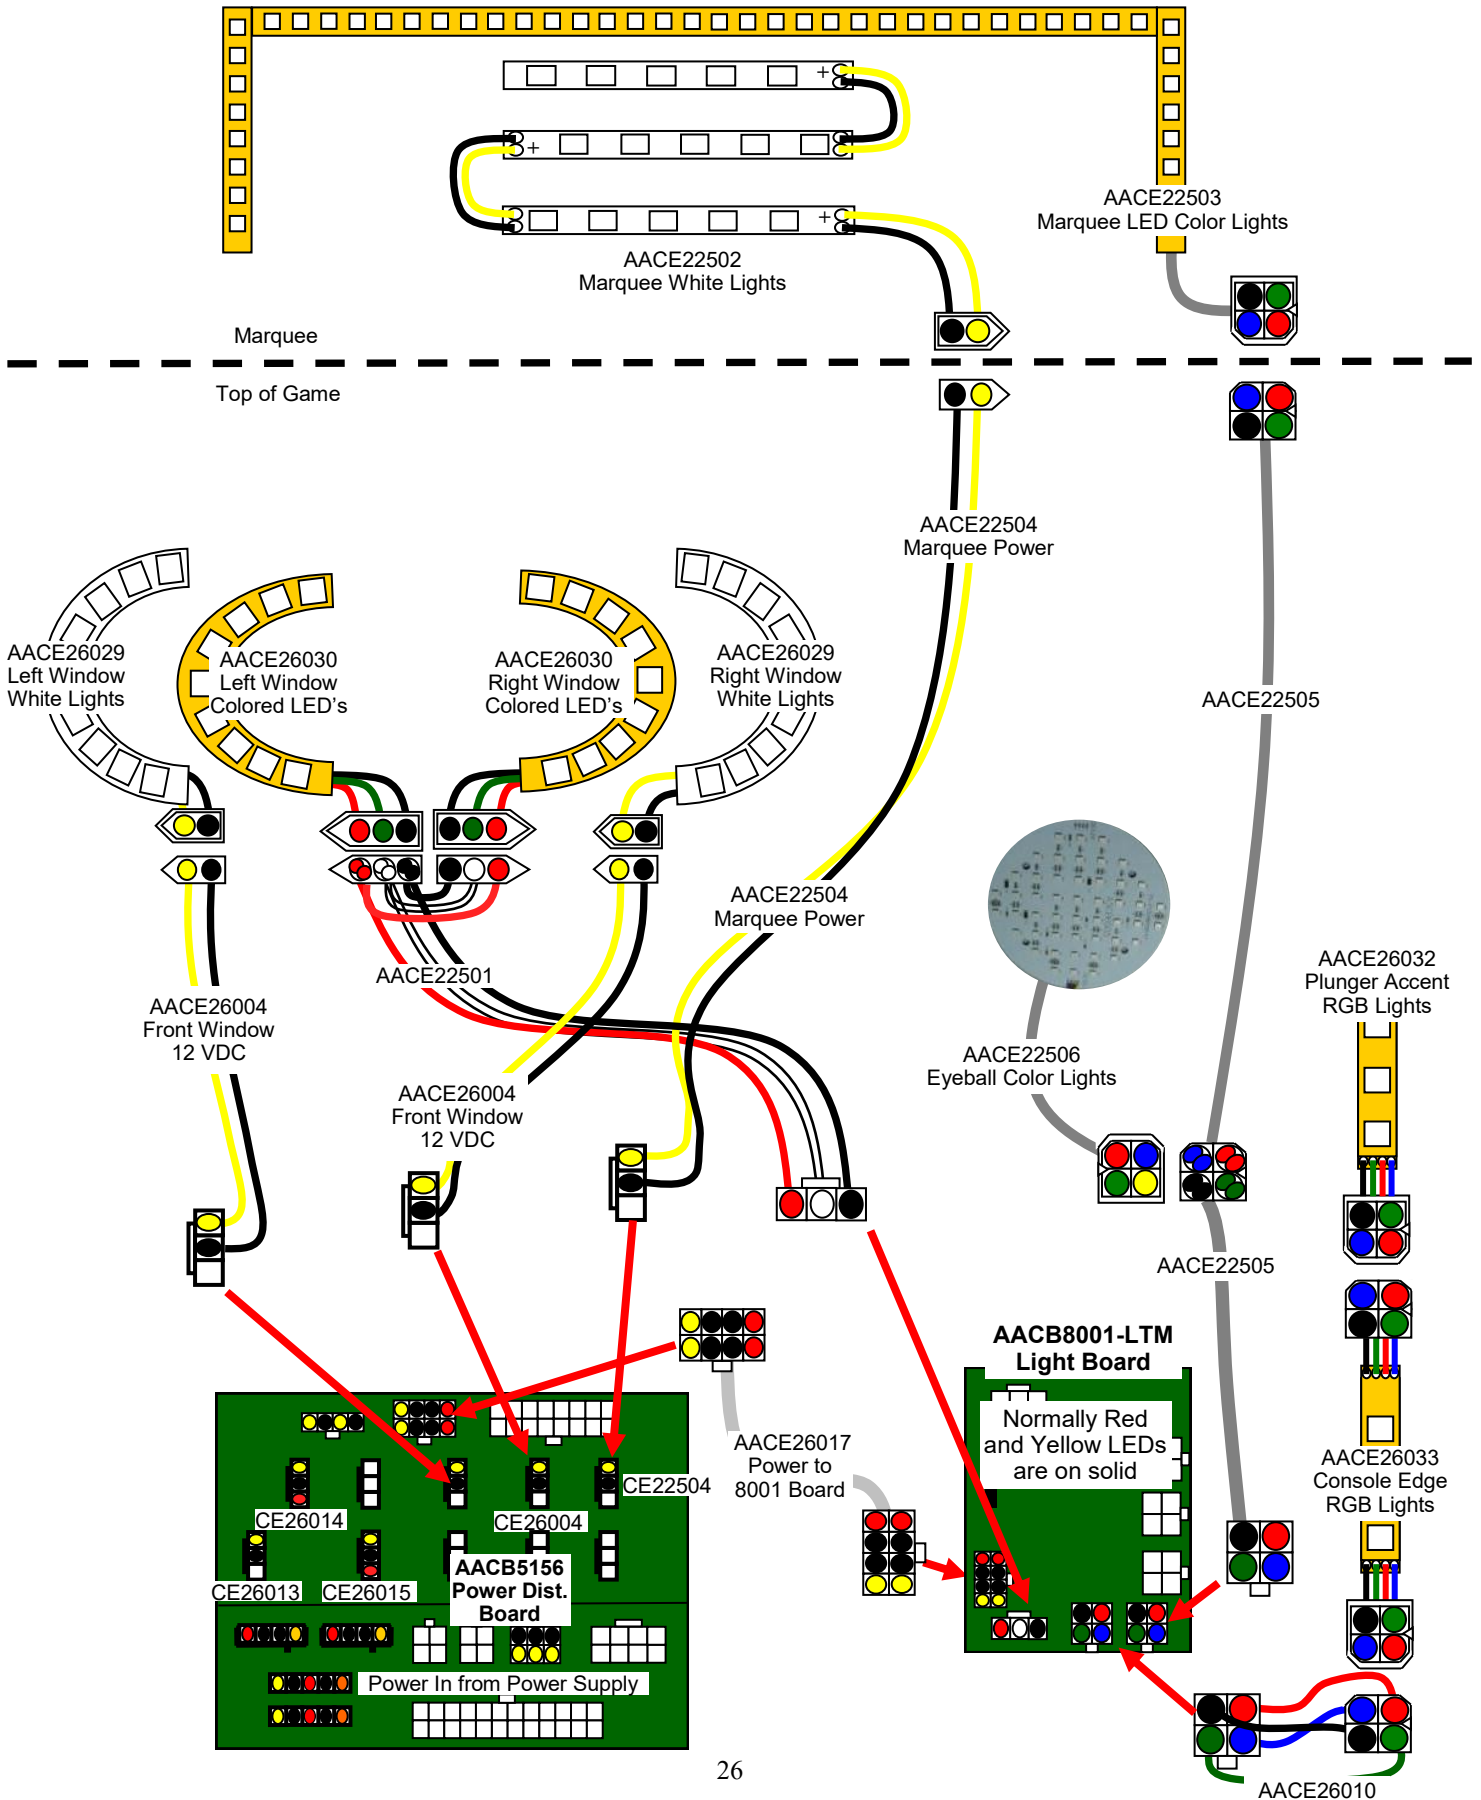 +
+
+
AACE22503
Marquee LED Color Lights
AACE22502
Marquee White Lights
Marquee
Top of Game
AACE22504
Marquee Power
AACE26029
Left Window
White Lights
AACE26030
Left Window
Colored LED's
AACE26030
Right Window
Colored LED's
AACE26029
Right Window
White Lights
AACE22505
AACE22504
Marquee Power
AACE22501
AACE26032
Plunger Accent
RGB Lights
AACE26004
Front Window
12 VDC
AACE22506
Eyeball Color Lights
AACE26004
Front Window
12 VDC
AACE22505
AACB8001-LTM
Light Board
Normally Red
and Yellow LEDs
are on solid
AACE26017
Power to
8001 Board
AACE26033
Console Edge
RGB Lights
CE22504
CE26014
CE26004
CE26013
CE26015
AACB5156
Power Dist.
Board
Power In from Power Supply
26
AACE26010